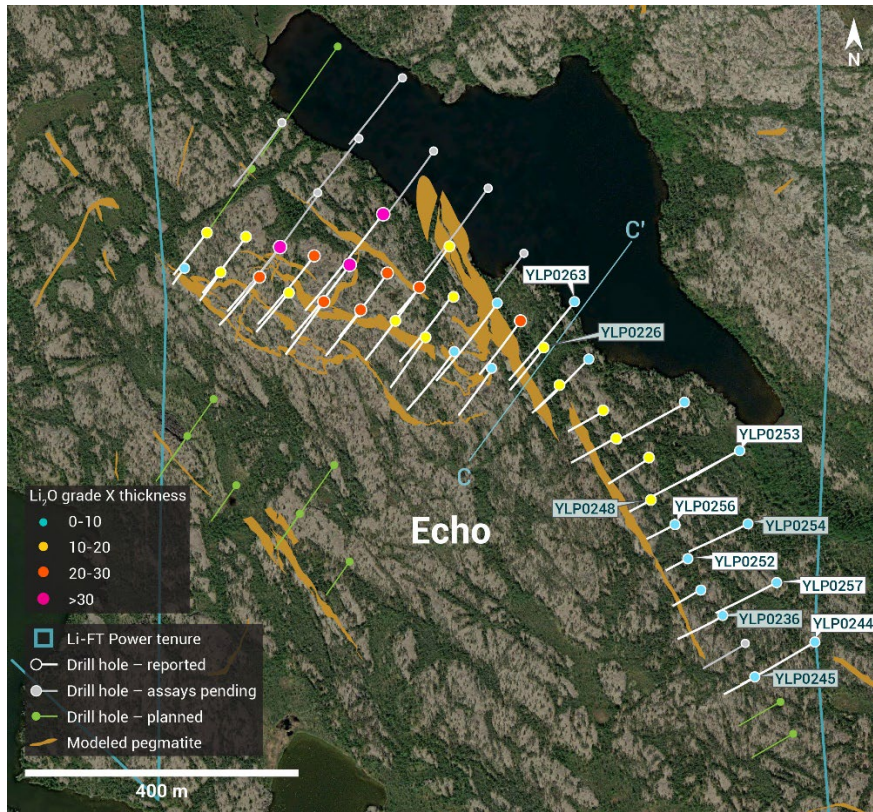 N
C'
YLP0263
YLP0226
C
YLP0253
YLP0248
YLP0256
YLP0254
Echo
YLP0252
YLP0257
YLP0236
YLP0244
YLP0245
Li₂O grade X thickness
0-10
10-20
20-30
>30
Li-FT Power tenure
Drill hole – reported
Drill hole – assays pending
Drill hole – planned
Modeled pegmatite
400 m